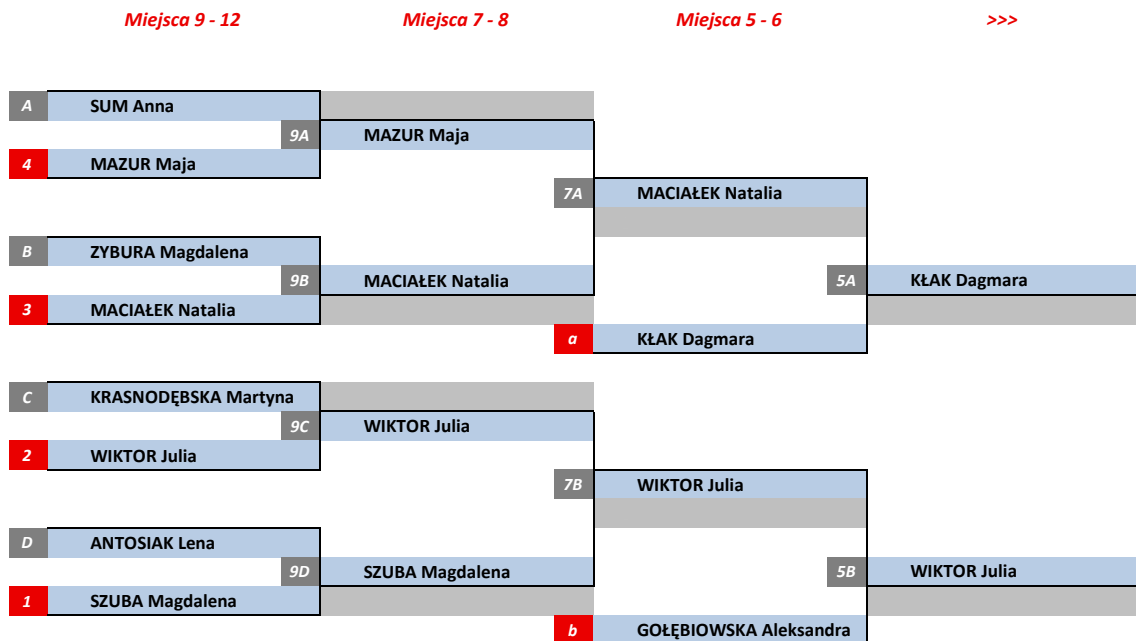 Miejsca 9 - 12 Miejsca 7 - 8 Miejsca 5 - 6 >>>
A SUM Anna
9A MAZUR Maja
4 MAZUR Maja
7A MACIAŁEK Natalia
B ZYBURA Magdalena
9B MACIAŁEK Natalia 5A KŁAK Dagmara
3 MACIAŁEK Natalia
a KŁAK Dagmara
C KRASNODĘBSKA Martyna
9C WIKTOR Julia
2 WIKTOR Julia
7B WIKTOR Julia
D ANTOSIAK Lena
9D SZUBA Magdalena 5B WIKTOR Julia
1 SZUBA Magdalena
b GOŁĘBIOWSKA Aleksandra